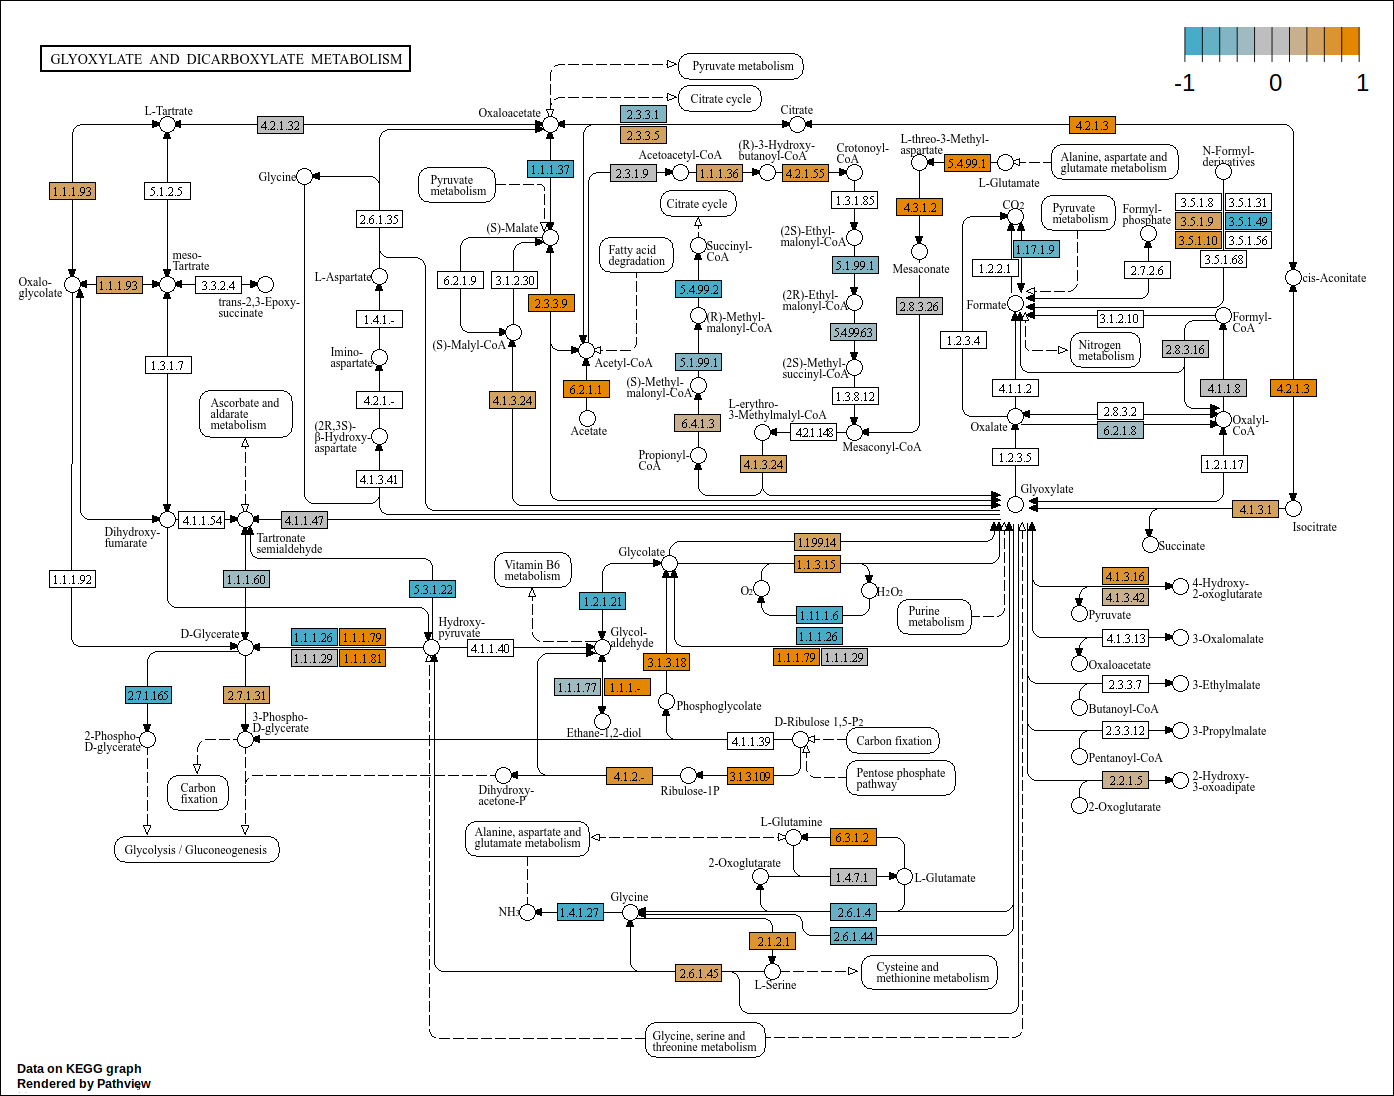 GLYOXYLATE AND DICARBOXYLATE METABOLISM
-1
0
1
Pyruvate metabolism
Citrate cycle
L-Tartrate
4.2.1.32
Oxaloacetate
2.3.3.1
2.3.3.5
Citrate
4.2.1.3
Glycine
1.1.1.93
5.1.2.5
2.6.1.35
Pyruvate
metabolism
1.1.1.37
Acetoacetyl-CoA
2.3.1.9
1.1.1.36
(R)-3-Hydroxy-
butanoyl-CoA
4.2.1.55
Crotonoyl-
CoA
1.3.1.85
L-threo-3-Methyl-
aspartate
5.4.99.1
L-Glutamate
Alanine, aspartate and
glutamate metabolism
N-Formyl-
derivatives
3.5.1.8
3.5.1.31
3.5.1.9
3.5.1.49
3.5.1.10
3.5.1.56
3.5.1.68
Citrate cycle
4.3.1.2
CO2
Pyruvate
metabolism
Formyl-
phosphate
(S)-Malate
Fatty acid
degradation
Succinyl-
CoA
(2S)-Ethyl-
malonyl-CoA
5.1.99.1
Mesaconate
1.17.1.9
1.2.2.1
2.7.2.6
Oxalo-
glycolate
1.1.1.93
meso-
Tartrate
3.3.2.4
trans-2,3-Epoxy-
succinate
L-Aspartate
6.2.1.9
3.1.2.30
2.3.3.9
5.4.99.2
(2R)-Ethyl-
malonyl-CoA
2.8.3.26
Formate
cis-Aconitate
1.4.1.-
(S)-Malyl-CoA
(R)-Methyl-
malonyl-CoA
5.4.9963
3.1.2.10
Formyl-
CoA
1.2.3.4
Nitrogen
metabolism
2.8.3.16
1.3.1.7
Imino-
aspartate
Acetyl-CoA
5.1.99.1
(2S)-Methyl-
succinyl-CoA
6.2.1.1
(S)-Methyl-
malonyl-CoA
1.3.8.12
4.1.1.2
4.1.1.8
4.2.1.3
Ascorbate and
aldarate
metabolism
4.2.1.-
4.1.3.24
Acetate
6.4.1.3
L-erythro-
3-Methylmalyl-CoA
4.2.1.148
Mesaconyl-CoA
2.8.3.2
Oxalate
6.2.1.8
Oxalyl-
CoA
(2R,3S)-
β-Hydroxy-
aspartate
4.1.3.41
Propionyl-
CoA
4.1.3.24
1.2.3.5
1.2.1.17
Glyoxylate
4.1.3.1
Isocitrate
Dihydroxy-
fumarate
4.1.1.54
4.1.1.47
Tartronate
semialdehyde
Succinate
1.1.1.92
1.1.1.60
5.3.1.22
Vitamin B6
metabolism
Glycolate
1.1.99.14
1.1.3.15
O2
H2O2
1.11.1.6
1.1.1.26
1.1.1.79
1.1.1.29
1.2.1.21
Purine
metabolism
4.1.3.16
4.1.3.42
4-Hydroxy-
2-oxoglutarate
Pyruvate
4.1.3.13
3-Oxalomalate
Oxaloacetate
D-Glycerate
1.1.1.26
1.1.1.79
1.1.1.29
1.1.1.81
Hydroxy-
pyruvate
4.1.1.40
Glycol-
aldehyde
3.1.3.18
1.1.1.77
1.1.1.-
2.3.3.7
3-Ethylmalate
Butanoyl-CoA
2.7.1.165
2.7.1.31
Phosphoglycolate
Ethane-1,2-diol
2-Phospho-
D-glycerate
3-Phospho-
D-glycerate
D-Ribulose 1,5-P2
4.1.1.39
Carbon fixation
2.3.3.12
3-Propylmalate
Pentanoyl-CoA
Carbon
fixation
Dihydroxy-
acetone-P
4.1.2.-
Ribulose-1P
3.1.3.109
Pentose phosphate
pathway
2.2.1.5
2-Hydroxy-
3-oxoadipate
2-Oxoglutarate
Glycolysis / Gluconeogenesis
Alanine, aspartate and
glutamate metabolism
L-Glutamine
6.3.1.2
2-Oxoglutarate
1.4.7.1
L-Glutamate
NH3
1.4.1.27
Glycine
2.6.1.4
2.6.1.44
2.1.2.1
2.6.1.45
L-Serine
Cysteine and
methionine metabolism
Glycine, serine and
threonine metabolism
Data on KEGG graph
Rendered by Pathview